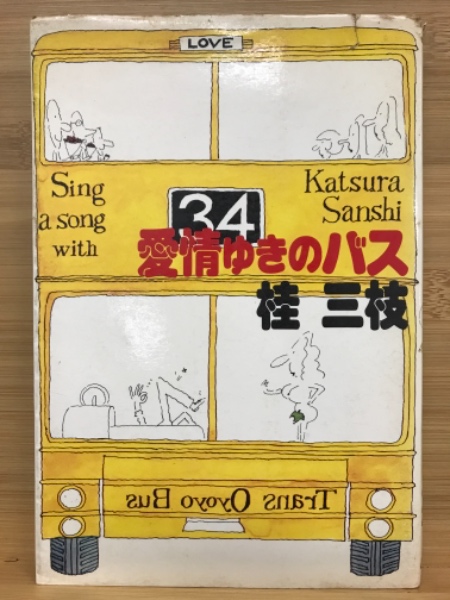 LOVE
Sing
a song
with
34
Katsura
Sanshi
愛情ゆきのバス
桂 三枝
Trans Oyoyo Bus